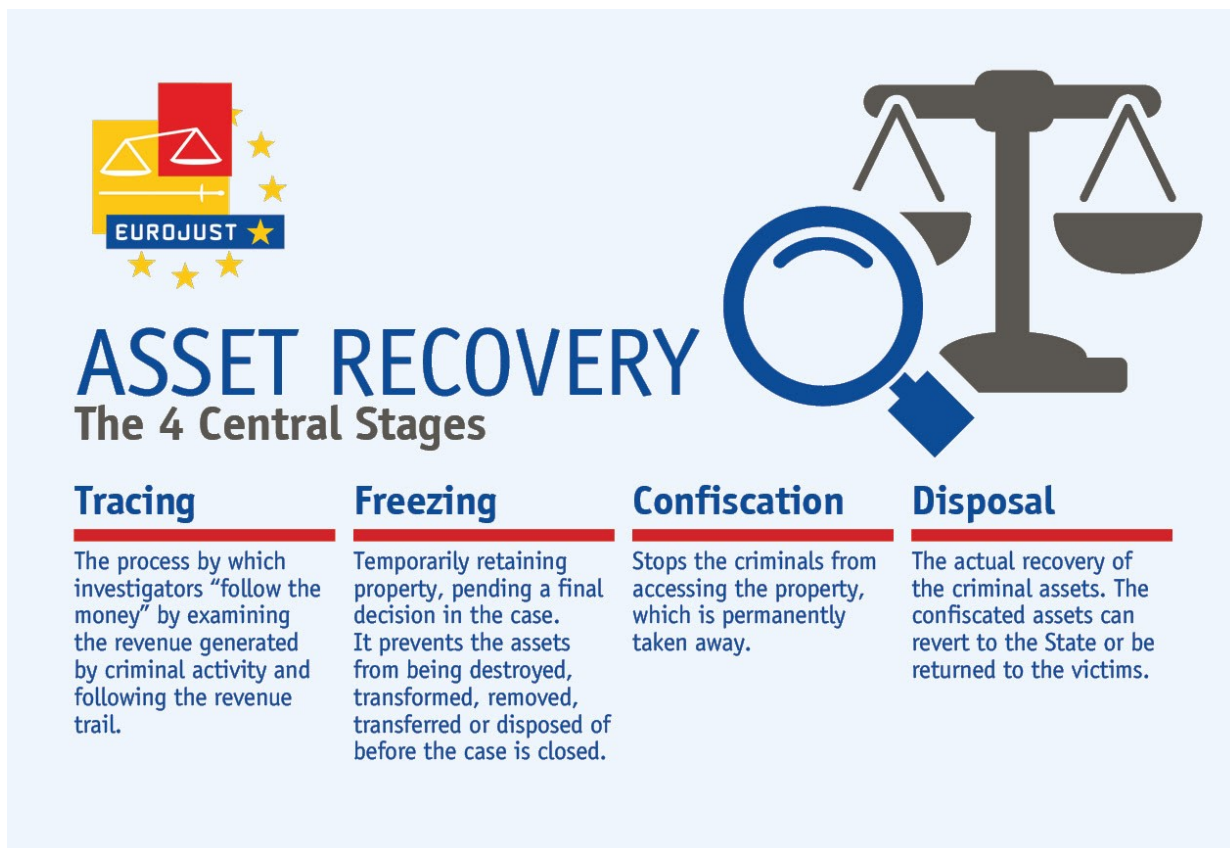 EUROJUST
ASSET RECOVERY
The 4 Central Stages
Tracing
The process by which
investigators “follow the
money” by examining
the revenue generated
by criminal activity and
following the revenue
trail.
Freezing
Temporarily retaining
property, pending a final
decision in the case.
It prevents the assets
from being destroyed,
transformed, removed,
transferred or disposed of
before the case is closed.
Confiscation
Stops the criminals from
accessing the property,
which is permanently
taken away.
Disposal
The actual recovery of
the criminal assets. The
confiscated assets can
revert to the State or be
returned to the victims.